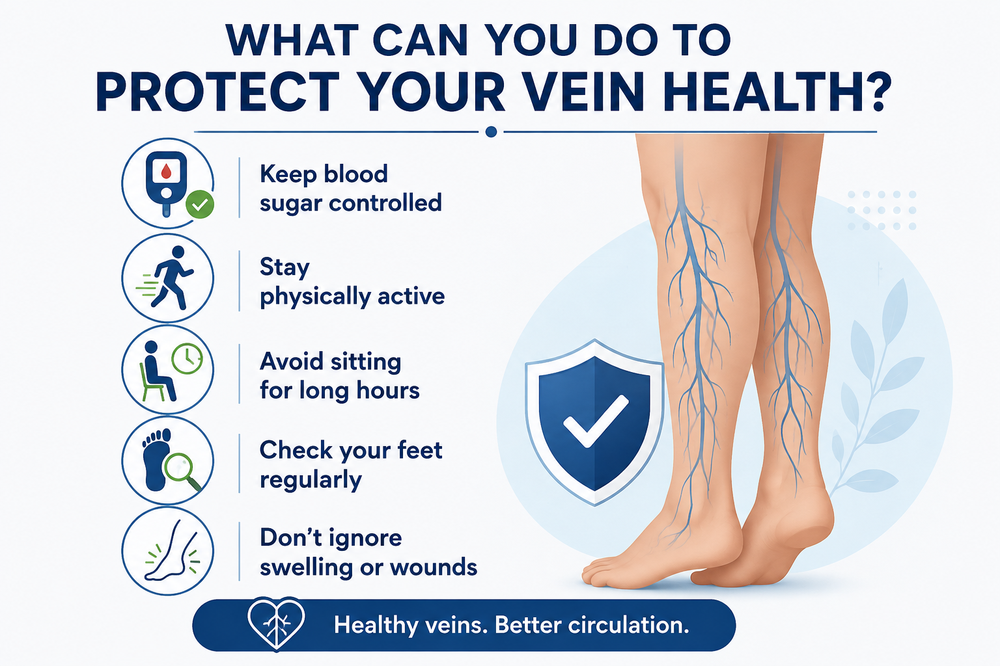 WHAT CAN YOU DO TO
PROTECT YOUR VEIN HEALTH?
Keep blood
sugar controlled
Stay
physically active
Avoid sitting
for long hours
Check your feet
regularly
Don’t ignore
swelling or wounds
Healthy veins. Better circulation.